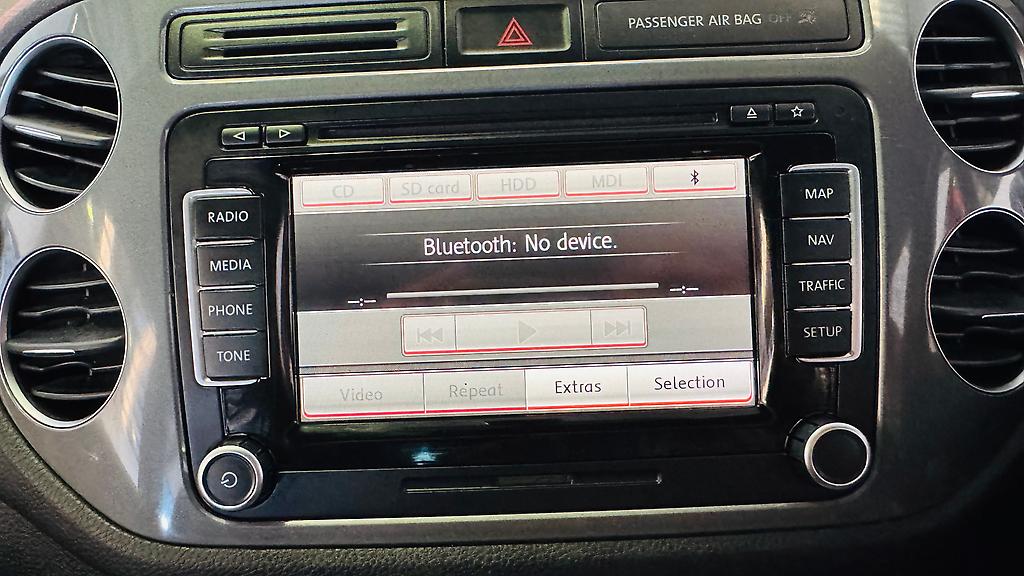 PASSENGER AIR BAG OFF
RADIO
MEDIA
PHONE
TONE
CD
SD card
HDD
MDI
Bluetooth: No device.
--:-- --:--
Video
Repeat
Extras
Selection
MAP
NAV
TRAFFIC
SETUP